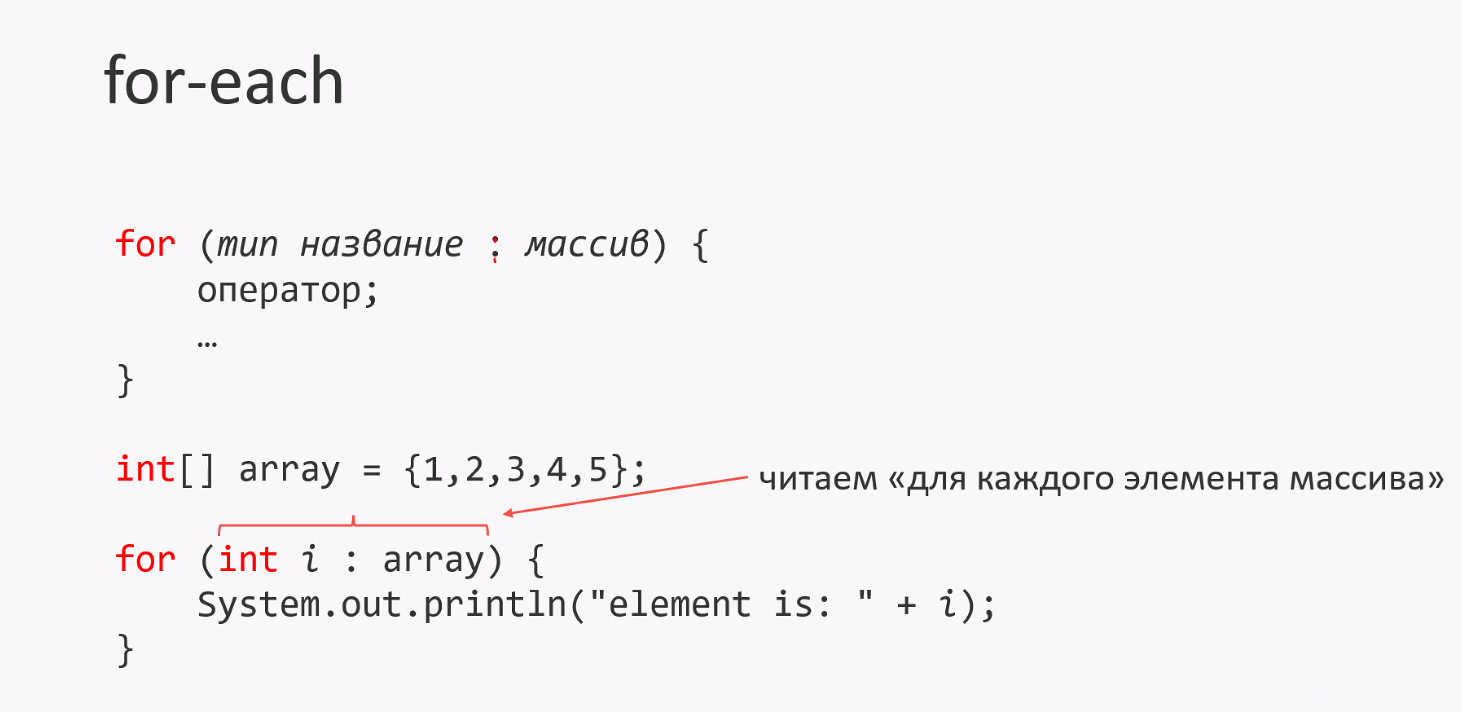 for-each
for (тип название : массив) {
оператор;
…
}
int[] array = {1,2,3,4,5};
читаем «для каждого элемента массива»
for (int i : array) {
System.out.println("element is: " + i);
}